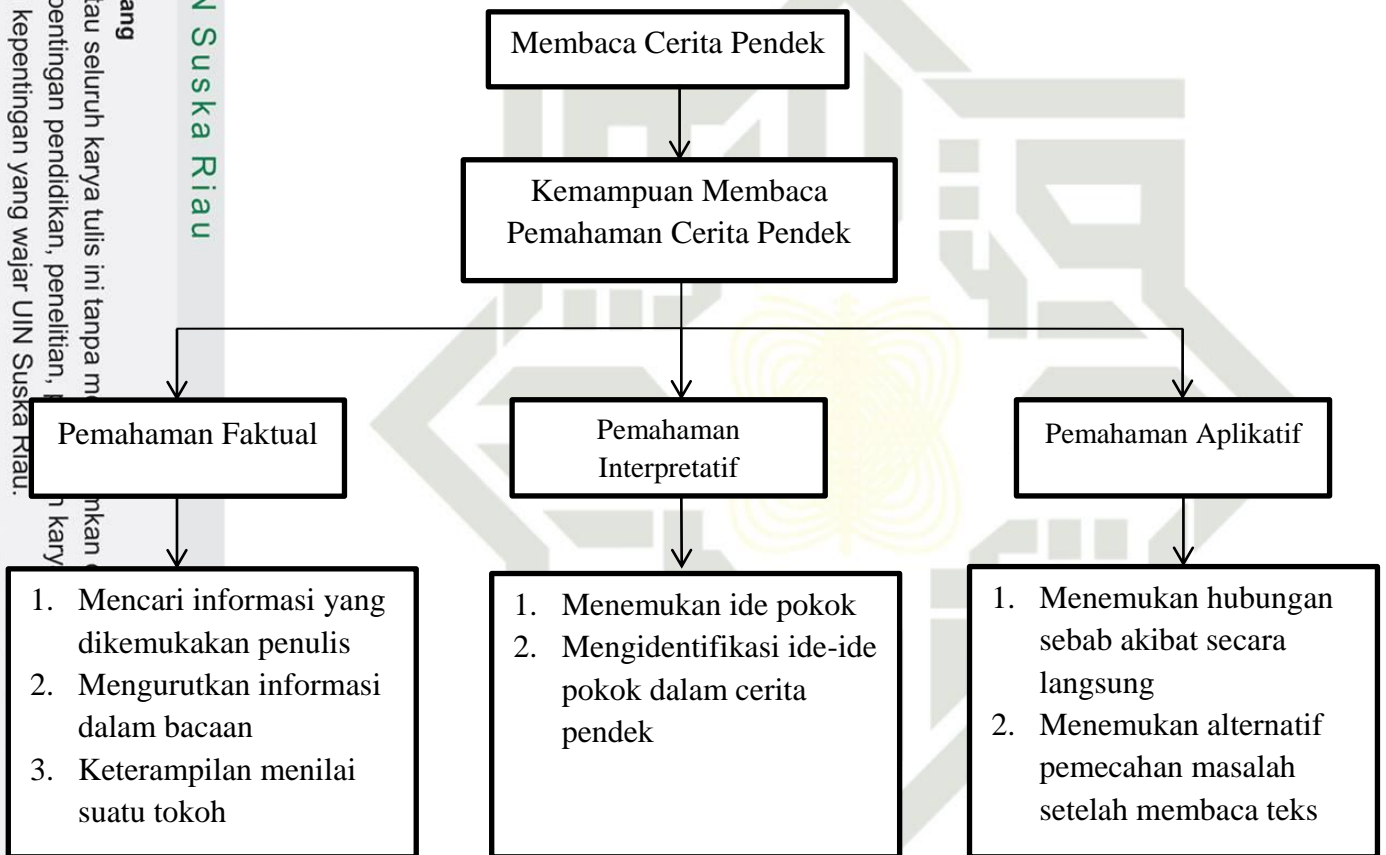 N Suska Riau
ang
tau seluruh karya tulis ini tanpa me mkan
pentingan pendidikan, penelitian, n kary
kepentingan yang wajar UIN Suska Riau.
Membaca Cerita Pendek
Kemampuan Membaca
Pemahaman Cerita Pendek
Pemahaman Faktual
Pemahaman
Interpretatif
Pemahaman Aplikatif
1. Mencari informasi yang
dikemukakan penulis
2. Mengurutkan informasi
dalam bacaan
3. Keterampilan menilai
suatu tokoh
1. Menemukan ide pokok
2. Mengidentifikasi ide-ide
pokok dalam cerita
pendek
1. Menemukan hubungan
sebab akibat secara
langsung
2. Menemukan alternatif
pemecahan masalah
setelah membaca teks